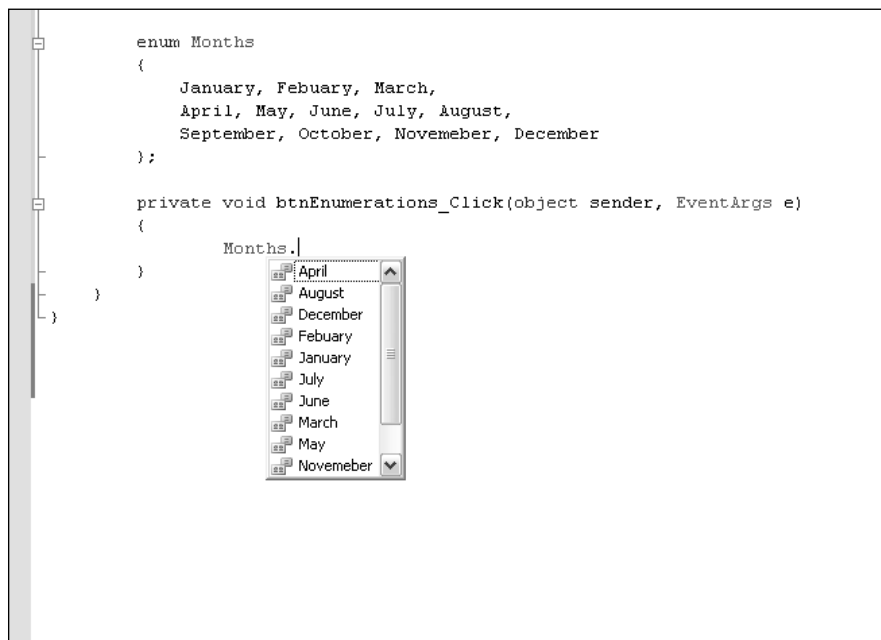 enum Months
{
January, Febuary, March,
April, May, June, July, August,
September, October, Novemeber, December
};
private void btnEnumerations_Click(object sender, EventArgs e)
{
Months.
April
August
December
Febuary
January
July
June
March
May
Novemeber
}
}
}